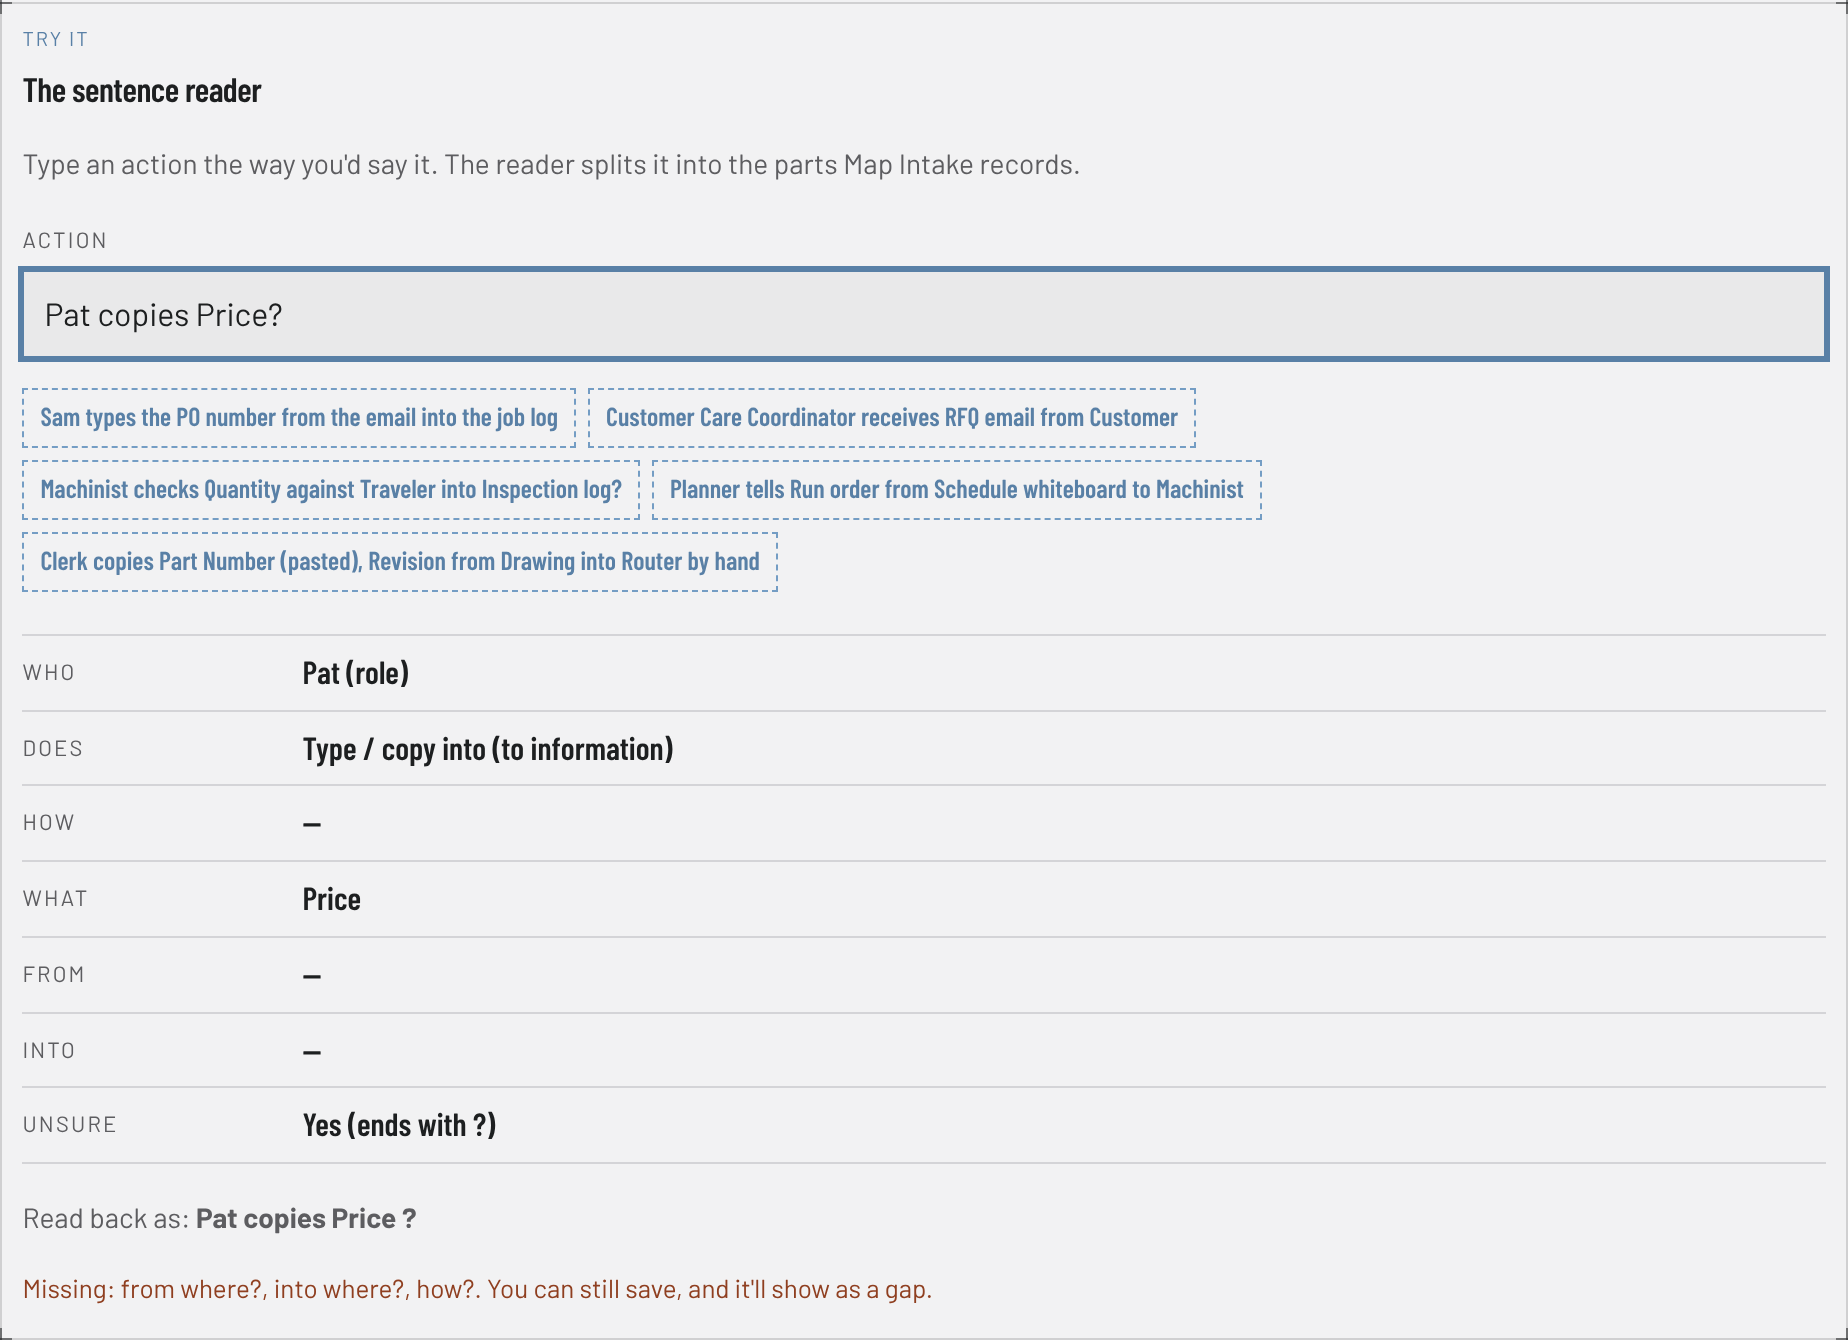 TRY IT
The sentence reader
Type an action the way you'd say it. The reader splits it into the parts Map Intake records.
ACTION
Pat copies Price?
Sam types the PO number from the email into the job log
Customer Care Coordinator receives RFQ email from Customer
Machinist checks Quantity against Traveler into Inspection log?
Planner tells Run order from Schedule whiteboard to Machinist
Clerk copies Part Number (pasted), Revision from Drawing into Router by hand
WHO Pat (role)
DOES Type / copy into (to information)
HOW –
WHAT Price
FROM –
INTO –
UNSURE Yes (ends with ?)
Read back as: Pat copies Price ?
Missing: from where?, into where?, how?. You can still save, and it'll show as a gap.